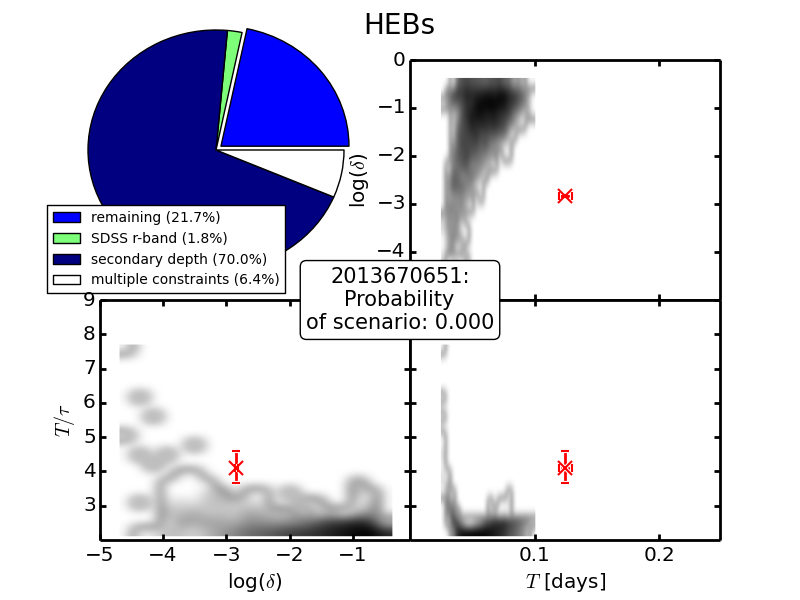 HEBs
remaining (21.7%)
SDSS r-band (1.8%)
secondary depth (70.0%)
multiple constraints (6.4%)
0
−1
−2
−3
−4
log(δ)
2013670651:
Probability
of scenario: 0.000
9
8
7
6
5
4
3
T/τ
−5 −4 −3 −2 −1
log(δ)
0.1 0.2
T [days]